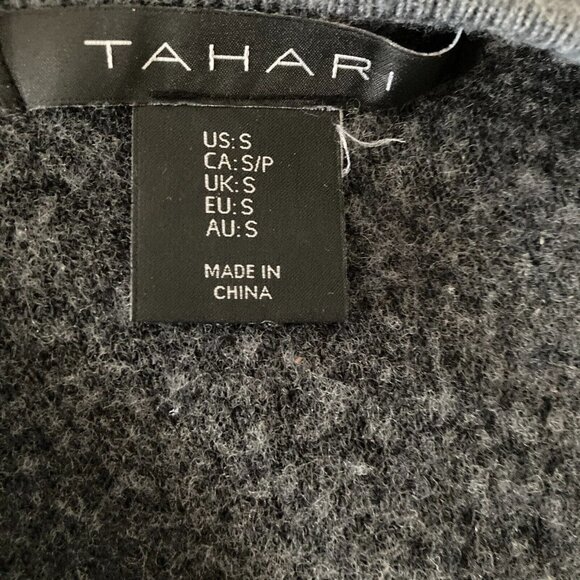 TAHARI
US: S
CA: S/P
UK: S
EU: S
AU: S
MADE IN
CHINA